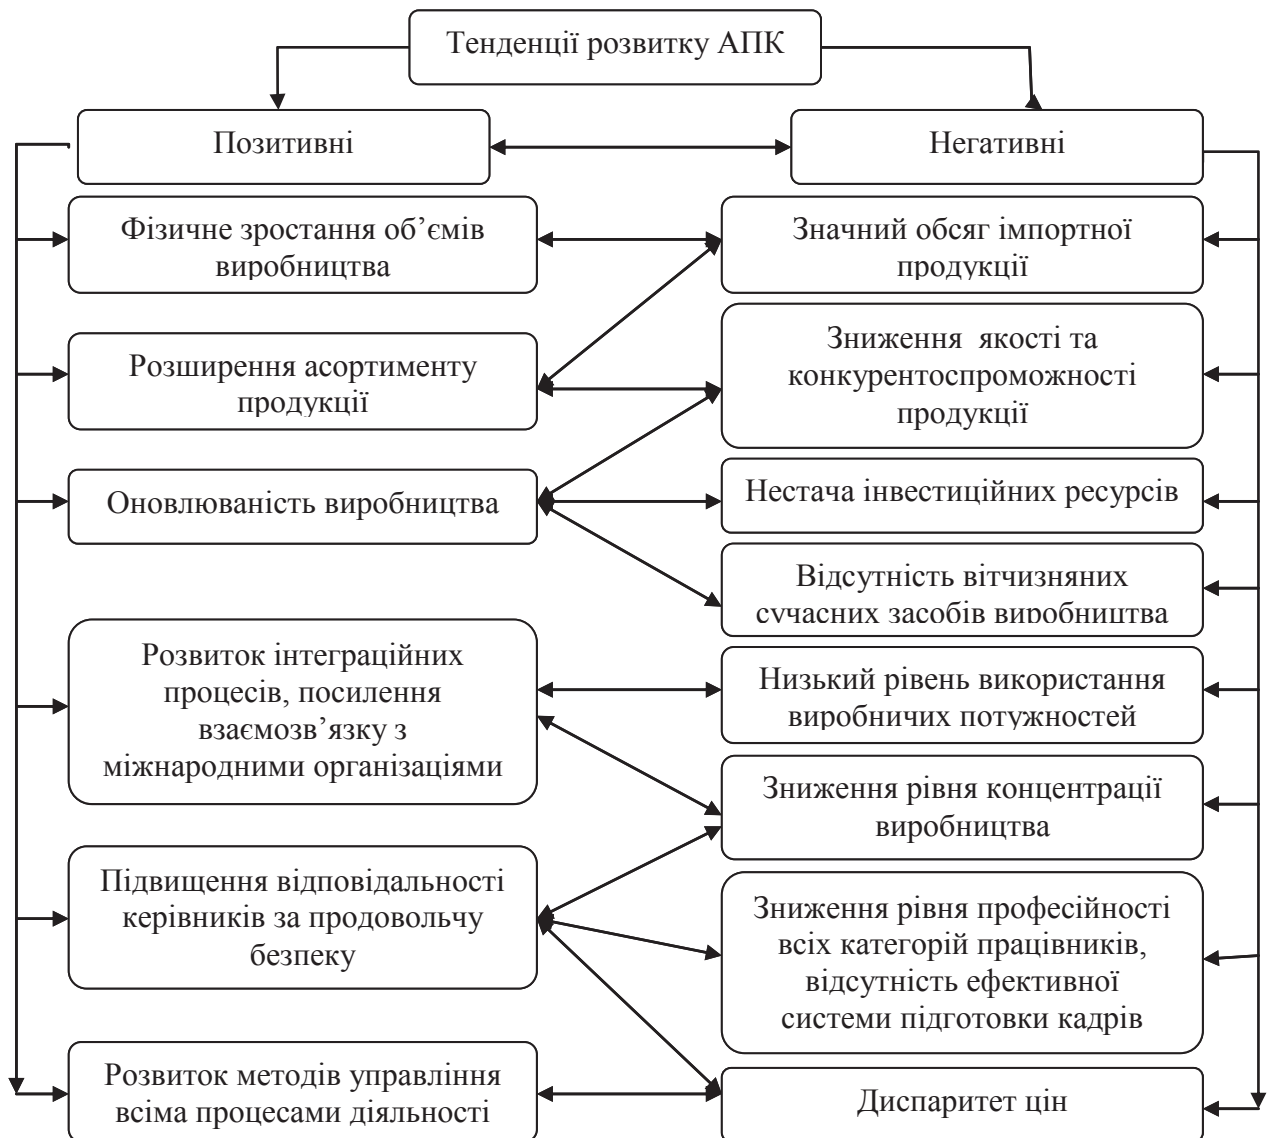 Тенденції розвитку АПК
Позитивні
Негативні
Фізичне зростання об’ємів
виробництва
Значний обсяг імпортної
продукції
Розширення асортименту
продукції
Зниження якості та
конкурентоспроможності
продукції
Оновлюваність виробництва
Нестача інвестиційних ресурсів
Відсутність вітчизняних
сучасних засобів виробництва
Розвиток інтеграційних
процесів, посилення
взаємозв’язку з
міжнародними організаціями
Низький рівень використання
виробничих потужностей
Зниження рівня концентрації
виробництва
Підвищення відповідальності
керівників за продовольчу
безпеку
Зниження рівня професійності
всіх категорій працівників,
відсутність ефективної
системи підготовки кадрів
Розвиток методів управління
всіма процесами діяльності
Диспаритет цін